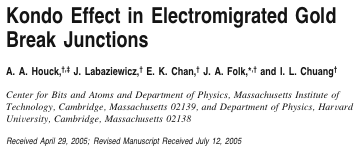 Kondo Effect in Electromigrated Gold
Break Junctions
A. A. Houck,†,‡ J. Labaziewicz,† E. K. Chan,† J. A. Folk,*,† and I. L. Chuang†
Center for Bits and Atoms and Department of Physics, Massachusetts Institute of
Technology, Cambridge, Massachusetts 02139, and Department of Physics, Harvard
University, Cambridge, Massachusetts 02138
Received April 29, 2005; Revised Manuscript Received July 12, 2005